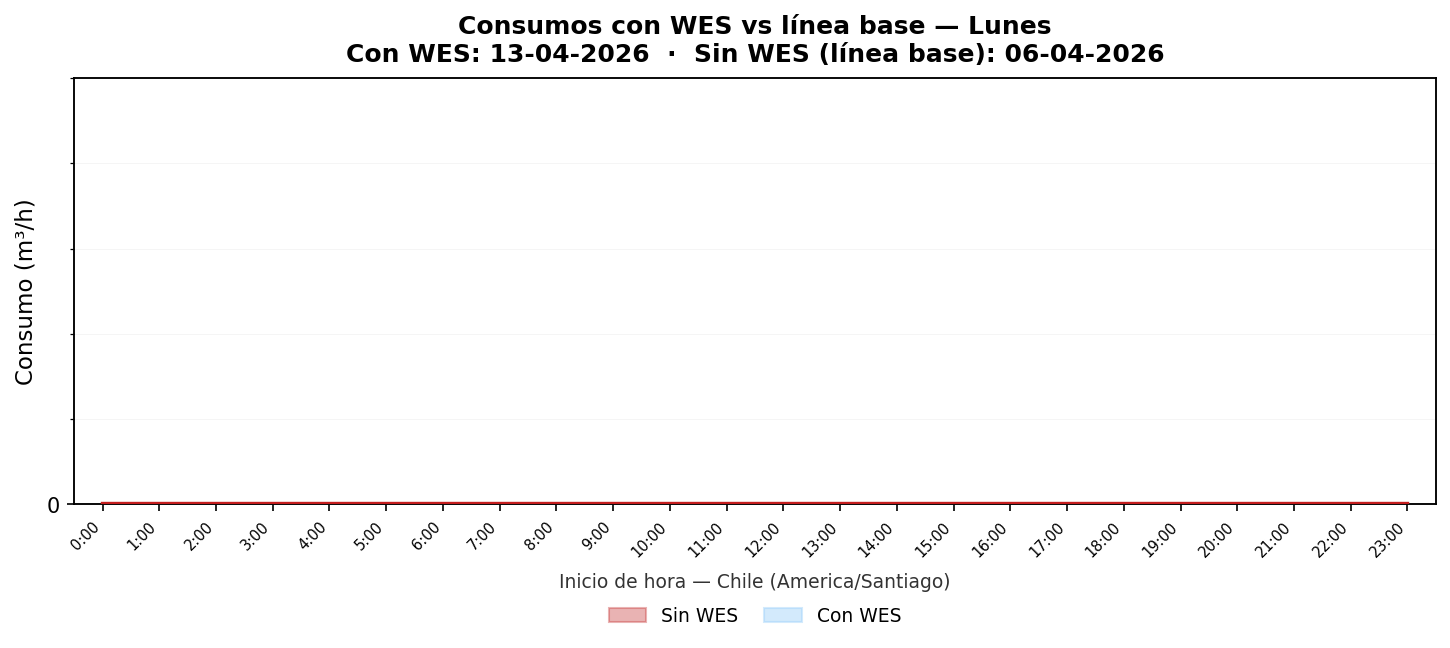 Consumos con WES vs línea base — Lunes
Con WES: 13-04-2026 · Sin WES (línea base): 06-04-2026
Consumo (m³/h)
0
0:00 1:00 2:00 3:00 4:00 5:00 6:00 7:00 8:00 9:00 10:00 11:00 12:00 13:00 14:00 15:00 16:00 17:00 18:00 19:00 20:00 21:00 22:00 23:00
Inicio de hora — Chile (America/Santiago)
Sin WES Con WES